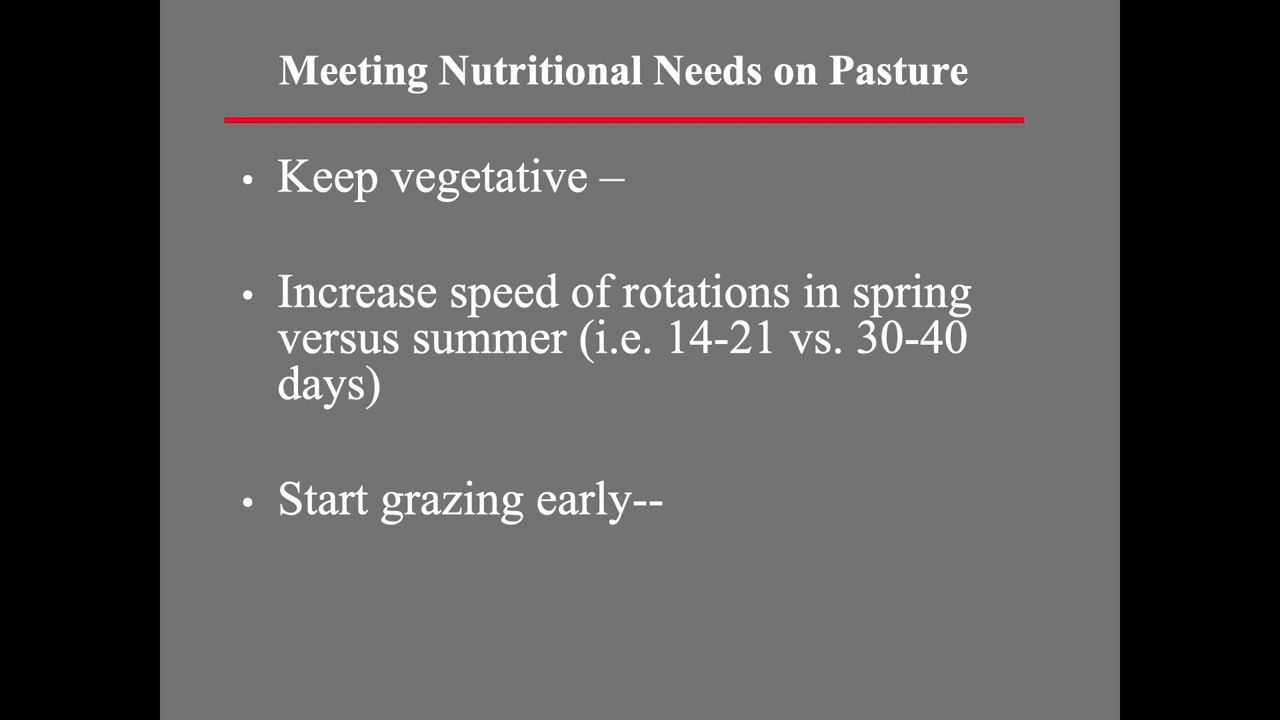 Meeting Nutritional Needs on Pasture
• Keep vegetative –
• Increase speed of rotations in spring
versus summer (i.e. 14-21 vs. 30-40
days)
• Start grazing early--